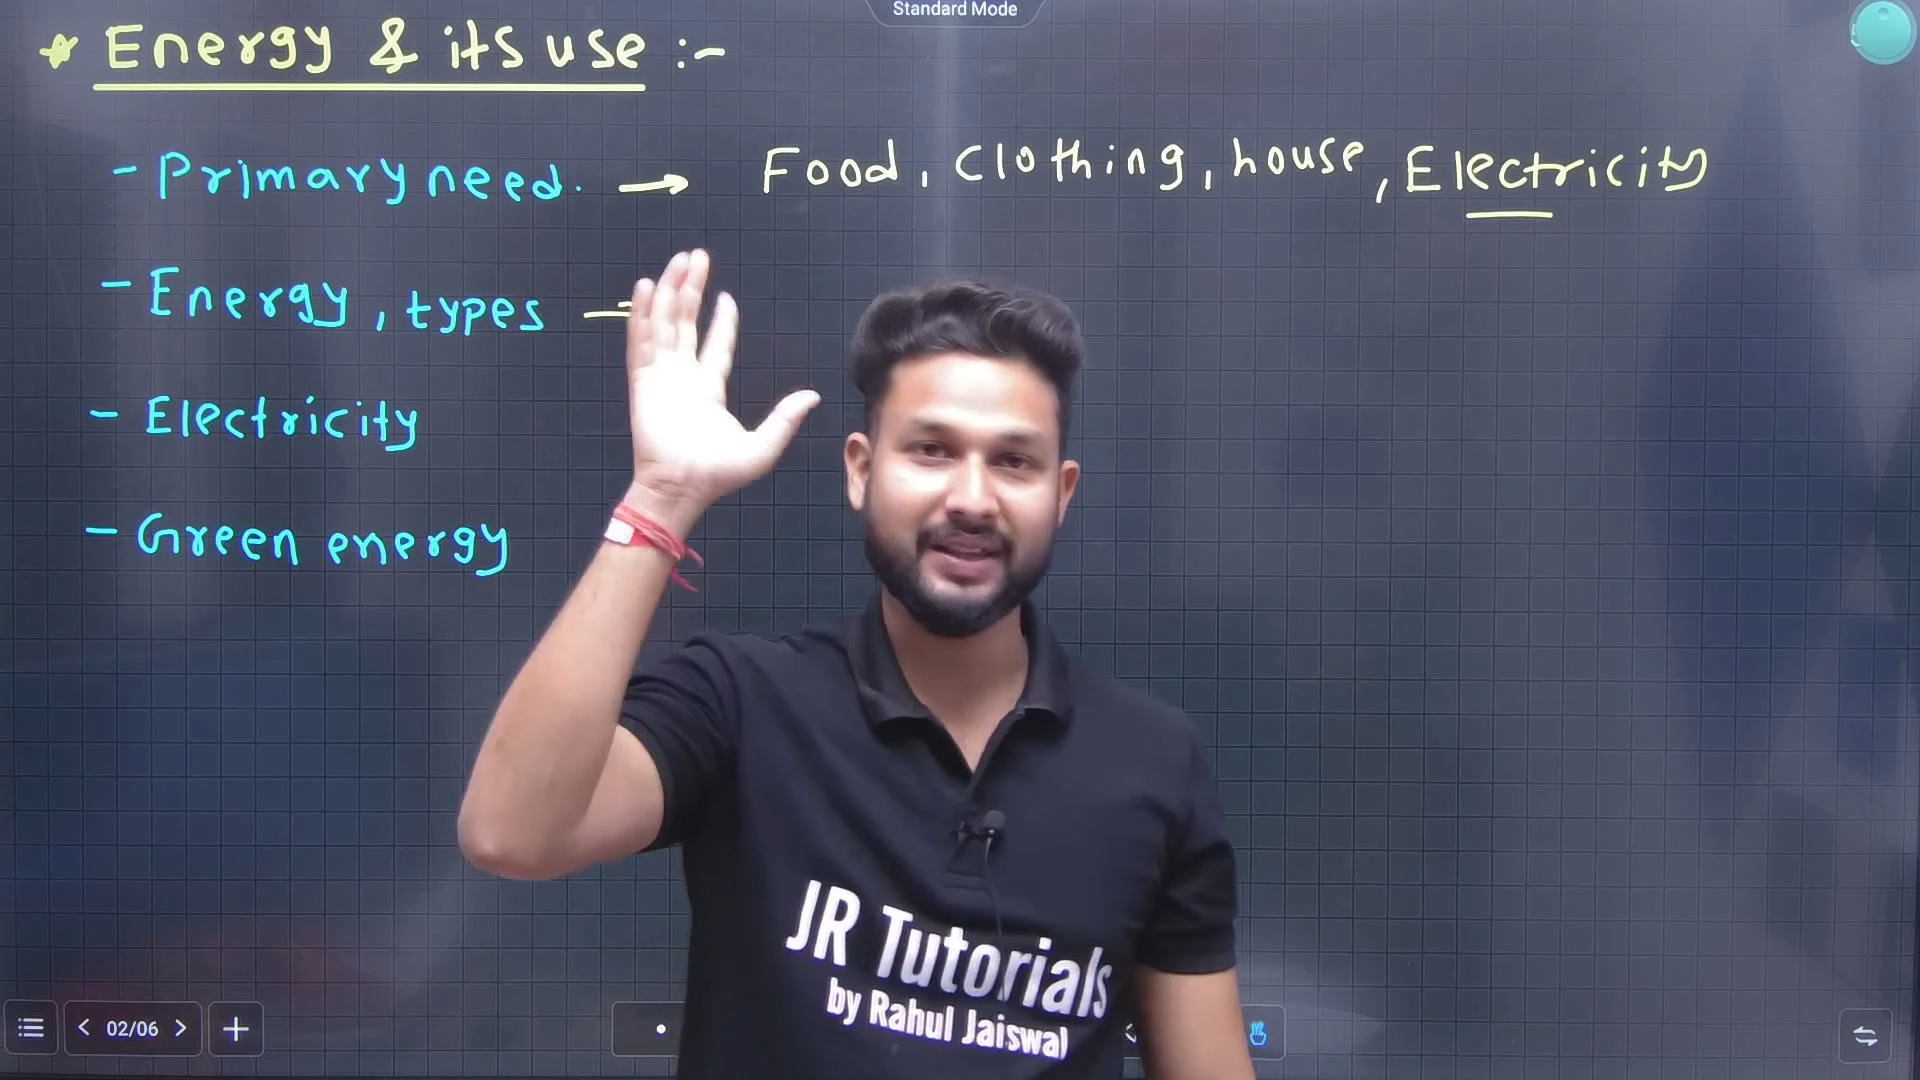 Standard Mode
* Energy & its use :-
- Primary need. → Food, Clothing, house, Electricity
- Energy, types
- Electricity
- Green energy
JR Tutorials
by Rahul Jaiswal
02/06